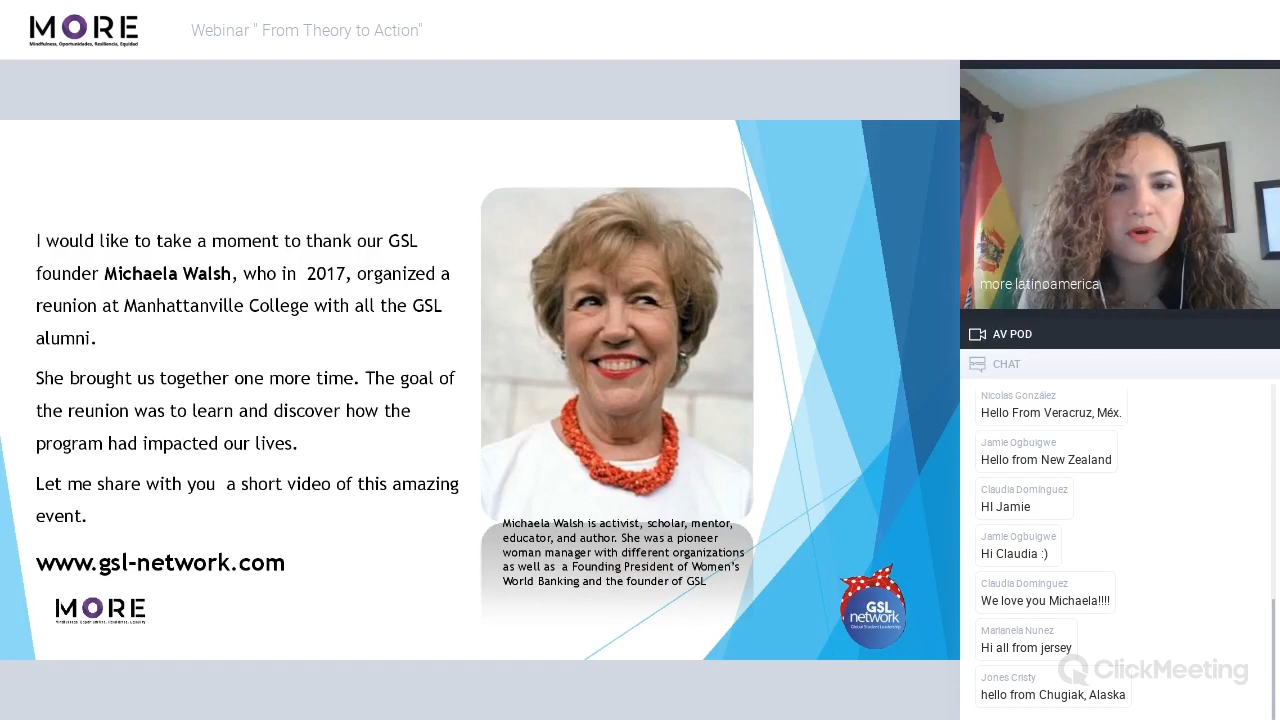 MORE
Mindfulness, Oportunidades, Resiliencia, Equidad
Webinar " From Theory to Action"
I would like to take a moment to thank our GSL
founder Michaela Walsh, who in 2017, organized a
reunion at Manhattanville College with all the GSL
alumni.
She brought us together one more time. The goal of
the reunion was to learn and discover how the
program had impacted our lives.
Let me share with you a short video of this amazing
event.
www.gsl-network.com
MORE
Mindfulness, Oportunidades, Resiliencia, Equidad
Michaela Walsh is activist, scholar, mentor,
educator, and author. She was a pioneer
woman manager with different organizations
as well as a Founding President of Women's
World Banking and the founder of GSL
GSL
network
Global Student Leadership
more latinoamerica
AV POD
CHAT
Nicolas González
Hello From Veracruz, Méx.
Jamie Ogbuigwe
Hello from New Zealand
Claudia Domínguez
HI Jamie
Jamie Ogbuigwe
Hi Claudia :)
Claudia Domínguez
We love you Michaela!!!!
Marianela Nunez
Hi all from jersey
Jones Cristy
hello from Chugiak, Alaska
ClickMeeting